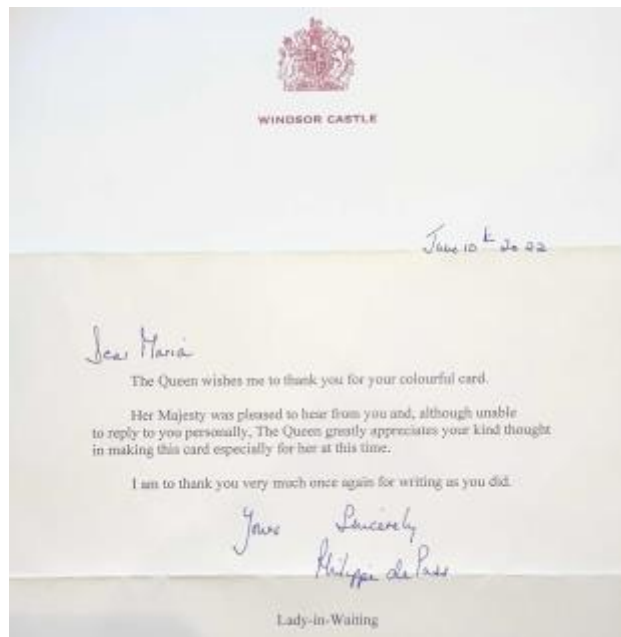 WINDSOR CASTLE
June 10th 2022
Dear Maria
The Queen wishes me to thank you for your colourful card.
Her Majesty was pleased to hear from you and, although unable
to reply to you personally, The Queen greatly appreciates your kind thought
in making this card especially for her at this time.
I am to thank you very much once again for writing as you did.
Yours Sincerely
Philippa de Pass
Lady-in-Waiting